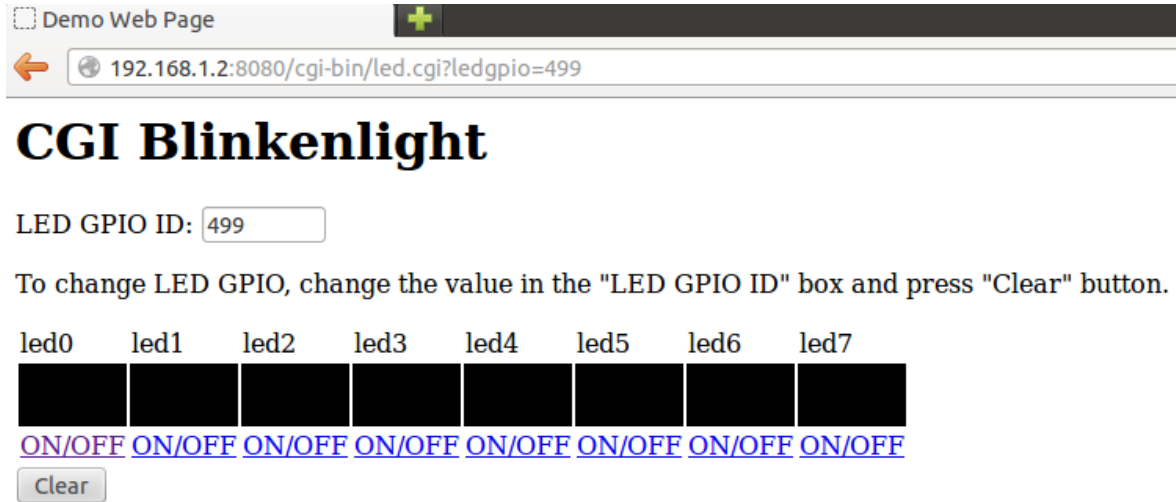 Demo Web Page
192.168.1.2:8080/cgi-bin/led.cgi?ledgpio=499
CGI Blinkenlight
LED GPIO ID: 499
To change LED GPIO, change the value in the "LED GPIO ID" box and press "Clear" button.
led0 led1 led2 led3 led4 led5 led6 led7
ON/OFF ON/OFF ON/OFF ON/OFF ON/OFF ON/OFF ON/OFF ON/OFF
Clear